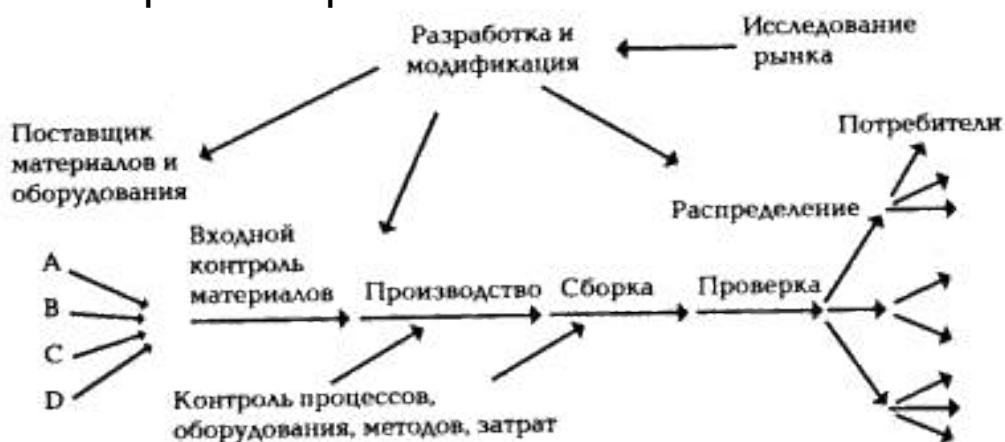 Исследование
рынка
Разработка и
модификация
Поставщик
материалов и
оборудования
Потребители
Распределение
Входной
контроль
материалов
Производство
Сборка
Проверка
A
B
C
D
Контроль процессов,
оборудования, методов, затрат